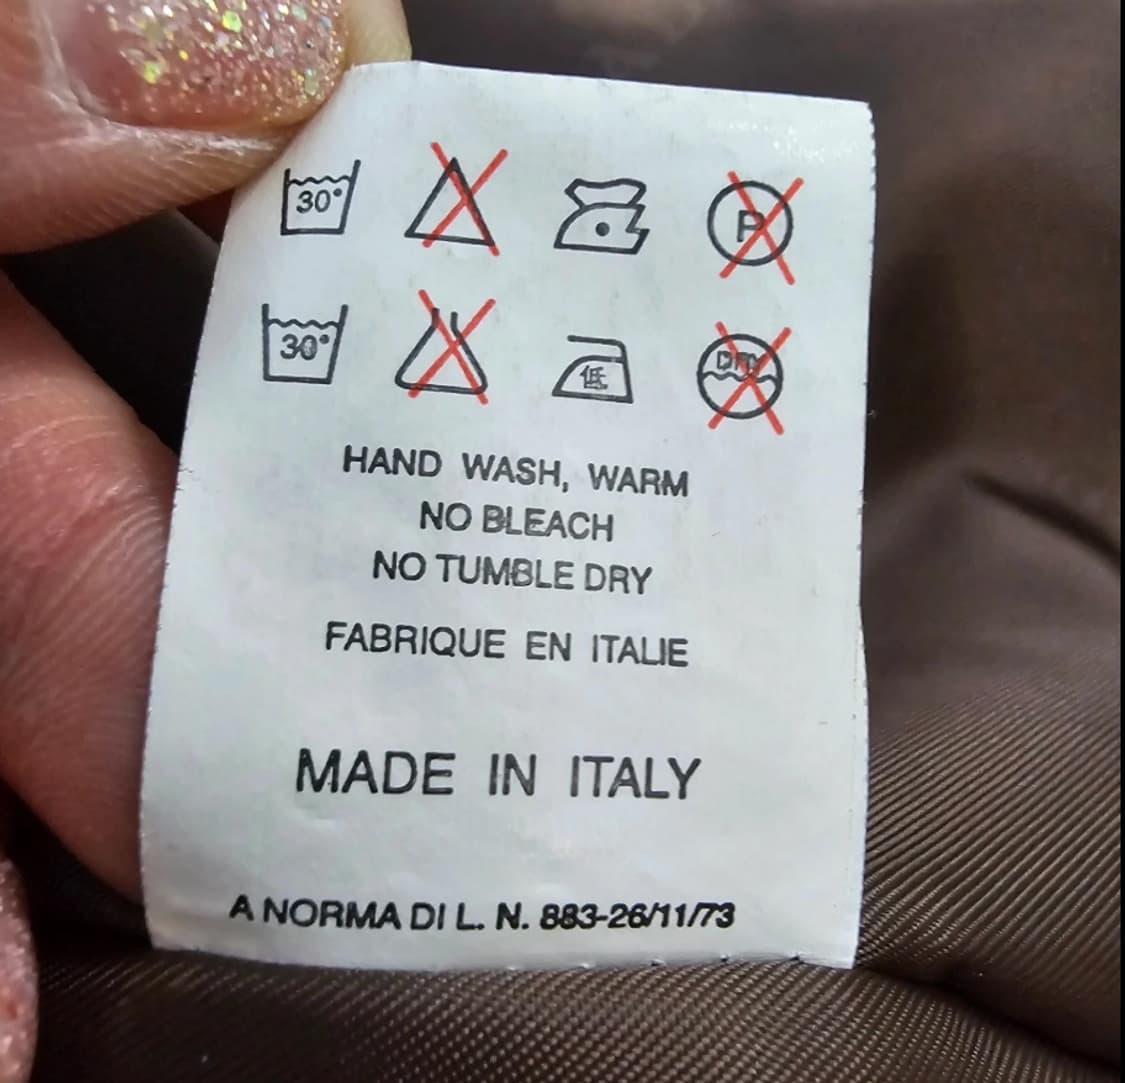 30° P
30° 低 DRY
HAND WASH, WARM
NO BLEACH
NO TUMBLE DRY
FABRIQUE EN ITALIE
MADE IN ITALY
A NORMA DI L. N. 883-26/11/73